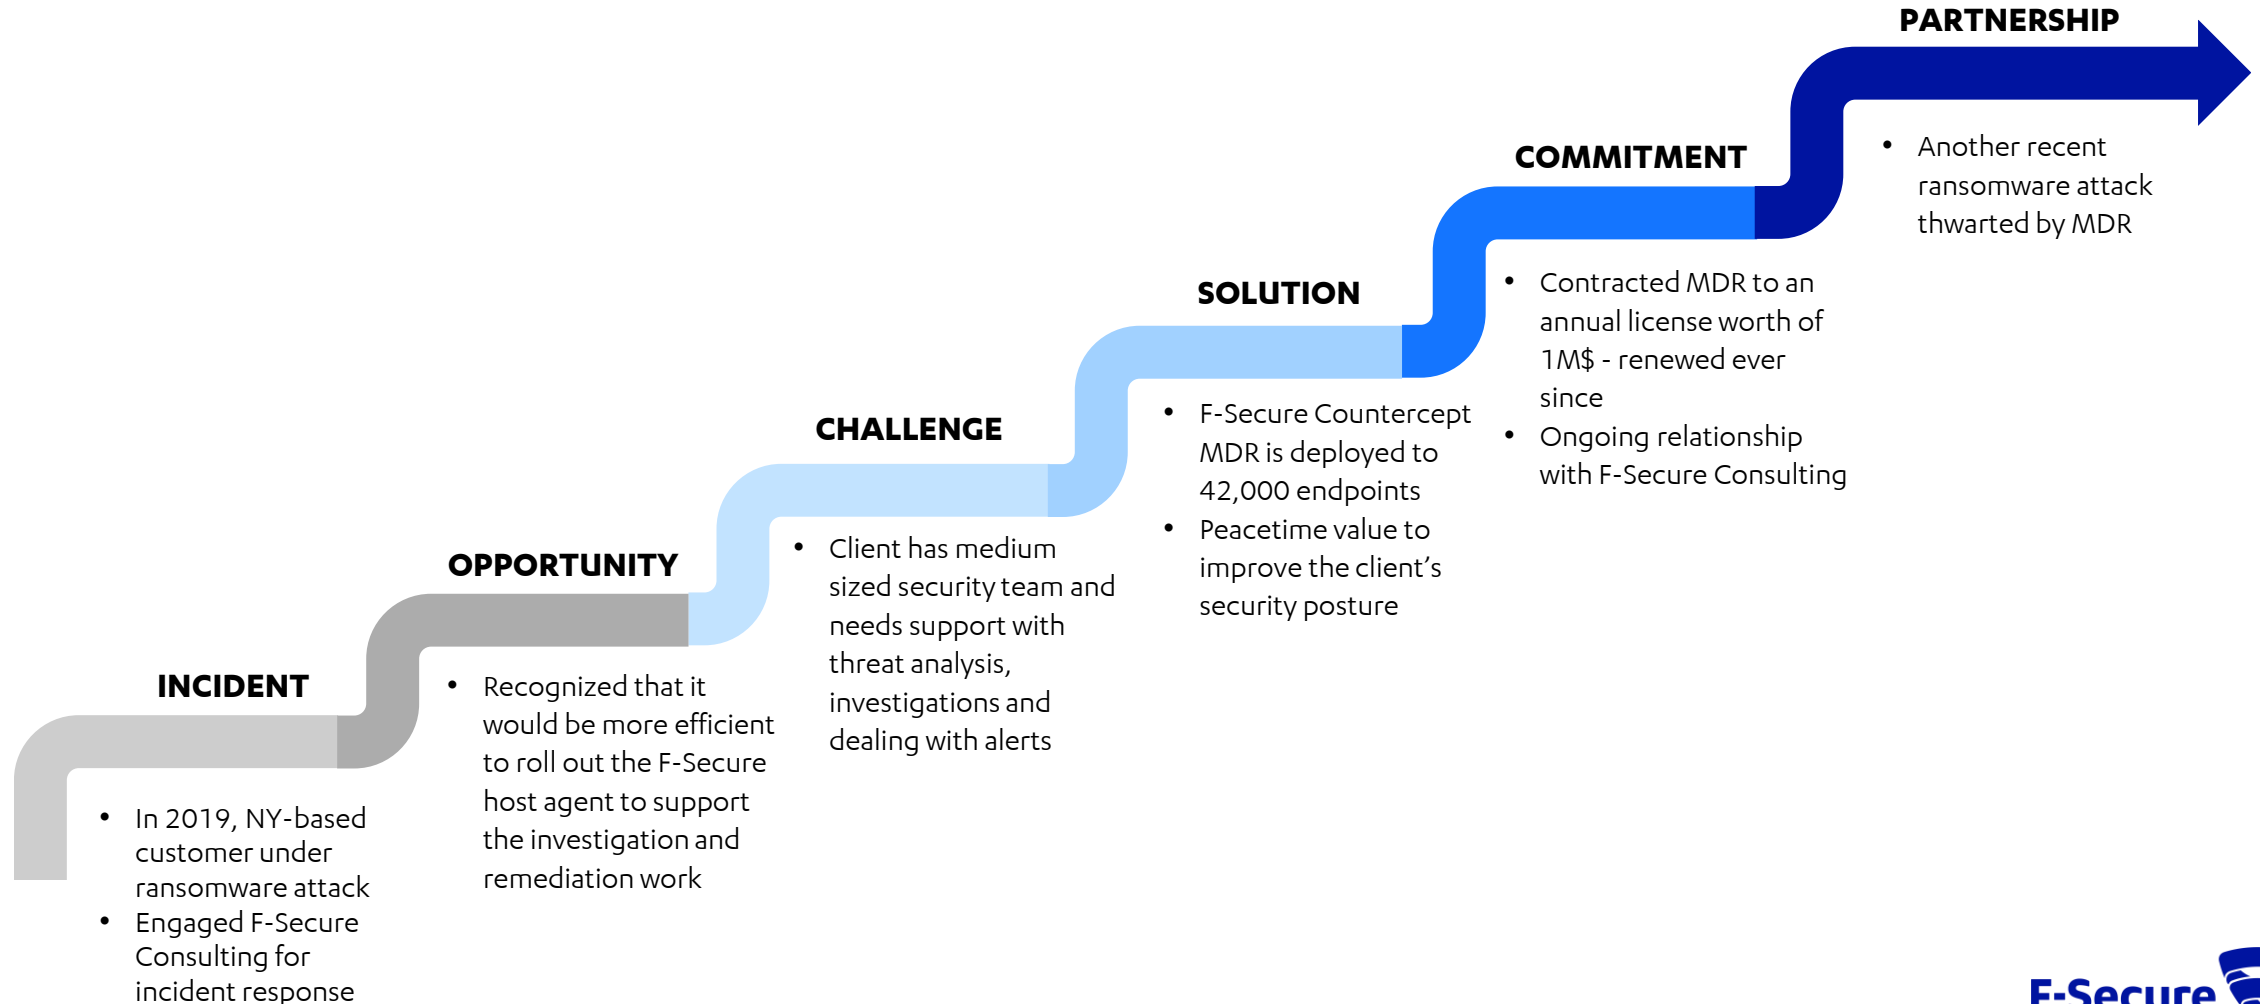 INCIDENT
• In 2019, NY-based
customer under
ransomware attack
• Engaged F-Secure
Consulting for
incident response
OPPORTUNITY
• Recognized that it
would be more efficient
to roll out the F-Secure
host agent to support
the investigation and
remediation work
CHALLENGE
• Client has medium
sized security team and
needs support with
threat analysis,
investigations and
dealing with alerts
SOLUTION
• F-Secure Countercept
MDR is deployed to
42,000 endpoints
• Peacetime value to
improve the client’s
security posture
COMMITMENT
• Contracted MDR to an
annual license worth of
1M$ - renewed ever
since
• Ongoing relationship
with F-Secure Consulting
PARTNERSHIP
• Another recent
ransomware attack
thwarted by MDR
F-Secure